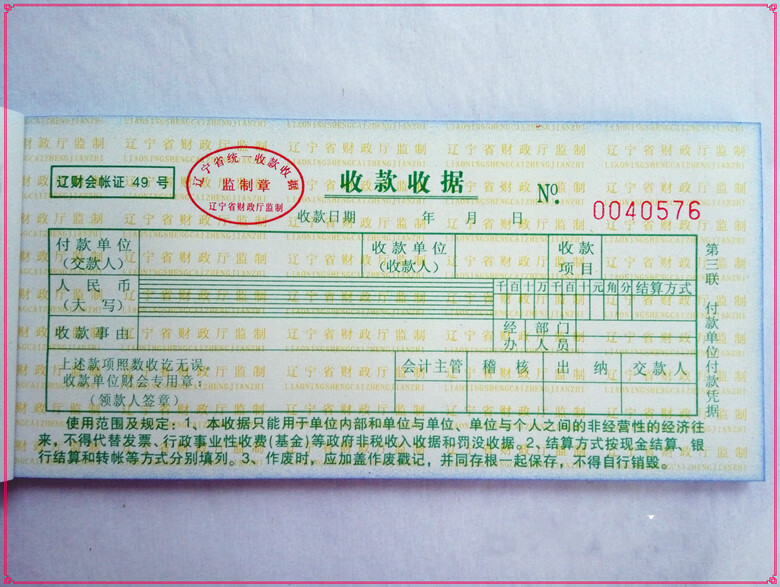 辽财会帐证 49 号
辽宁省统一收款收据
监制章
辽宁省财政厅监制
收款收据
No.
0040576
收款日期 年 月 日
付款单位
(交款人)
收款单位
(收款人)
收款
项目
人民币
(大写)
千百十万千百十元角分
结算方式
收款事由
经办
部门
人员
上述款项照数收讫无误。
收款单位财会专用章：
(领款人签章)
会计主管
稽核
出纳
交款人
第三联 付款单位付款凭据
使用范围及规定：1、本收据只能用于单位内部和单位与单位、单位与个人之间的非经营性的经济往
来，不得代替发票、行政事业性收费(基金)等政府非税收入收据和罚没收据。2、结算方式按现金结算、银
行结算和转帐等方式分别填列。3、作废时，应加盖作废戳记，并同存根一起保存，不得自行销毁。
辽宁省财政厅监制
LIAONINGSHENGCAIZHENGJIANZHI